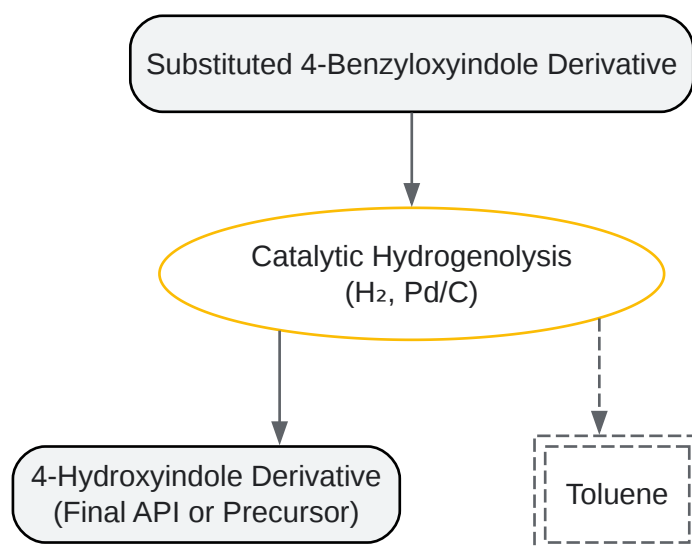 Substituted 4-Benzyloxyindole Derivative
Catalytic Hydrogenolysis
(H₂, Pd/C)
4-Hydroxyindole Derivative
(Final API or Precursor)
Toluene